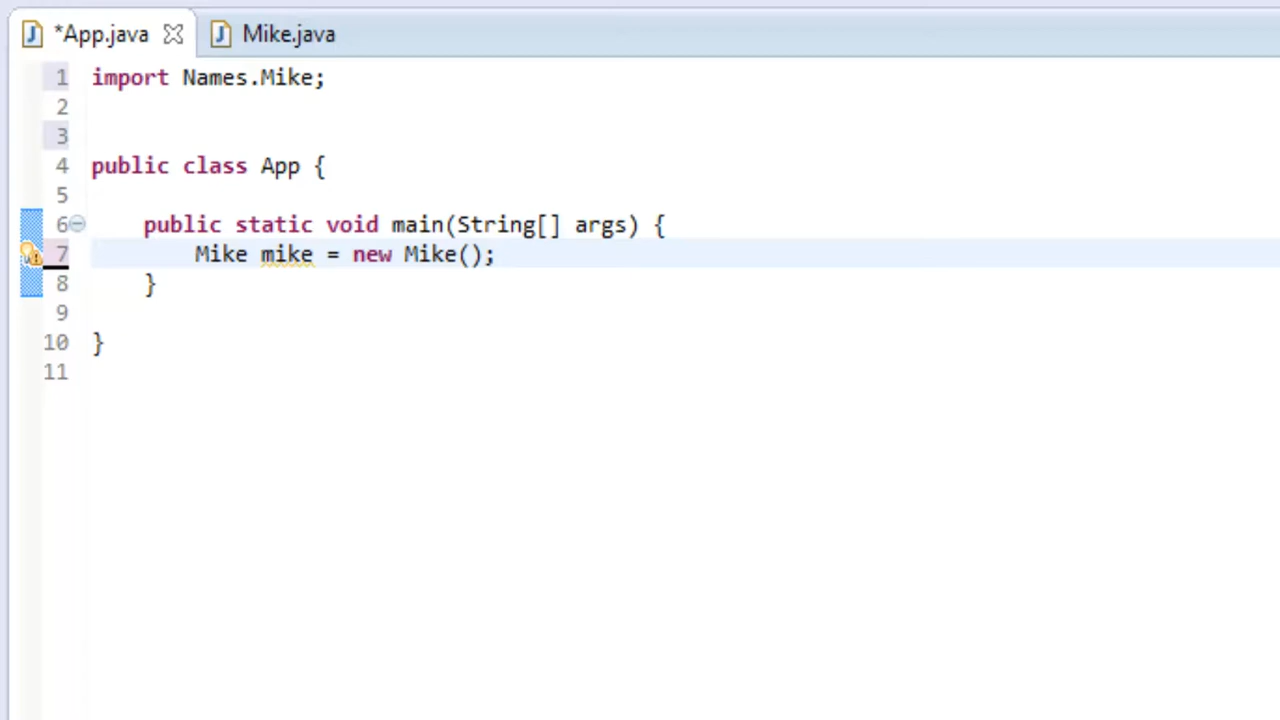 *App.java Mike.java
1 import Names.Mike;
2
3
4 public class App {
5
6 public static void main(String[] args) {
7 Mike mike = new Mike();
8 }
9
10 }
11